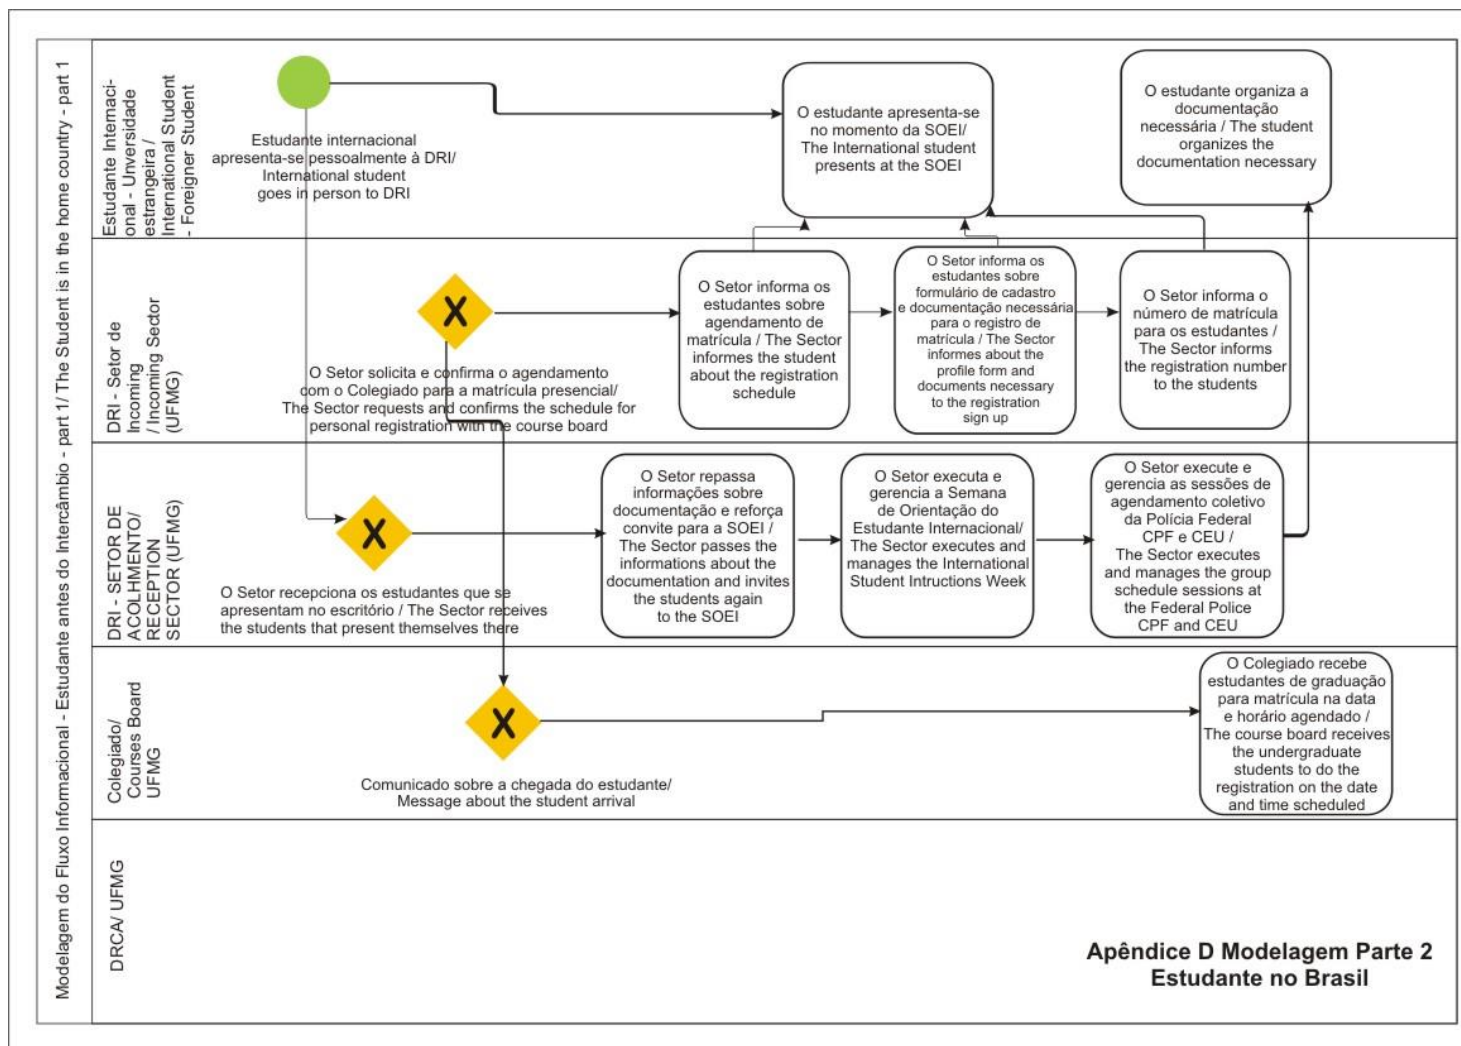 Modelagem do Fluxo Informacional - Estudante antes do Intercâmbio - part 1/ The Student is in the home country - part 1
Estudante Internaci-
onal - Unversidade
estrangeira /
International Student
- Foreigner Student
Estudante internacional
apresenta-se pessoalmente à DRI/
International student
goes in person to DRI
O estudante apresenta-se
no momento da SOEI/
The International student
presents at the SOEI
O estudante organiza a
documentação
necessária / The student
organizes the
documentation necessary
DRI - Setor de
Incoming
/ Incoming Sector
(UFMG)
X
O Setor solicita e confirma o agendamento
com o Colegiado para a matrícula presencial/
The Sector requests and confirms the schedule for
personal registration with the course board
O Setor informa os
estudantes sobre
agendamento de
matrícula / The Sector
informes the student
about the registration
schedule
O Setor informa os
estudantes sobre
formulário de cadastro
e documentação necessária
para o registro de
matrícula / The Sector
informes about the
profile form and
documents necessary
to the registration
sign up
O Setor informa o
número de matrícula
para os estudantes /
The Sector informs
the registration number
to the students
DRI - SETOR DE
ACOLHMENTO/
RECEPTION
SECTOR (UFMG)
X
O Setor recepciona os estudantes que se
apresentam no escritório / The Sector receives
the students that present themselves there
O Setor repassa
informações sobre
documentação e reforça
convite para a SOEI /
The Sector passes the
informations about the
documentation and invites
the students again
to the SOEI
O Setor executa e
gerencia a Semana
de Orientação do
Estudante Internacional/
The Sector executes and
manages the International
Student Intructions Week
O Setor execute e
gerencia as sessões de
agendamento coletivo
da Polícia Federal
CPF e CEU /
The Sector executes
and manages the group
schedule sessions at
the Federal Police
CPF and CEU
Colegiado/
Courses Board
UFMG
X
Comunicado sobre a chegada do estudante/
Message about the student arrival
O Colegiado recebe
estudantes de graduação
para matrícula na data
e horário agendado /
The course board receives
the undergraduate
students to do the
registration on the date
and time scheduled
DRCA/ UFMG
Apêndice D Modelagem Parte 2
Estudante no Brasil